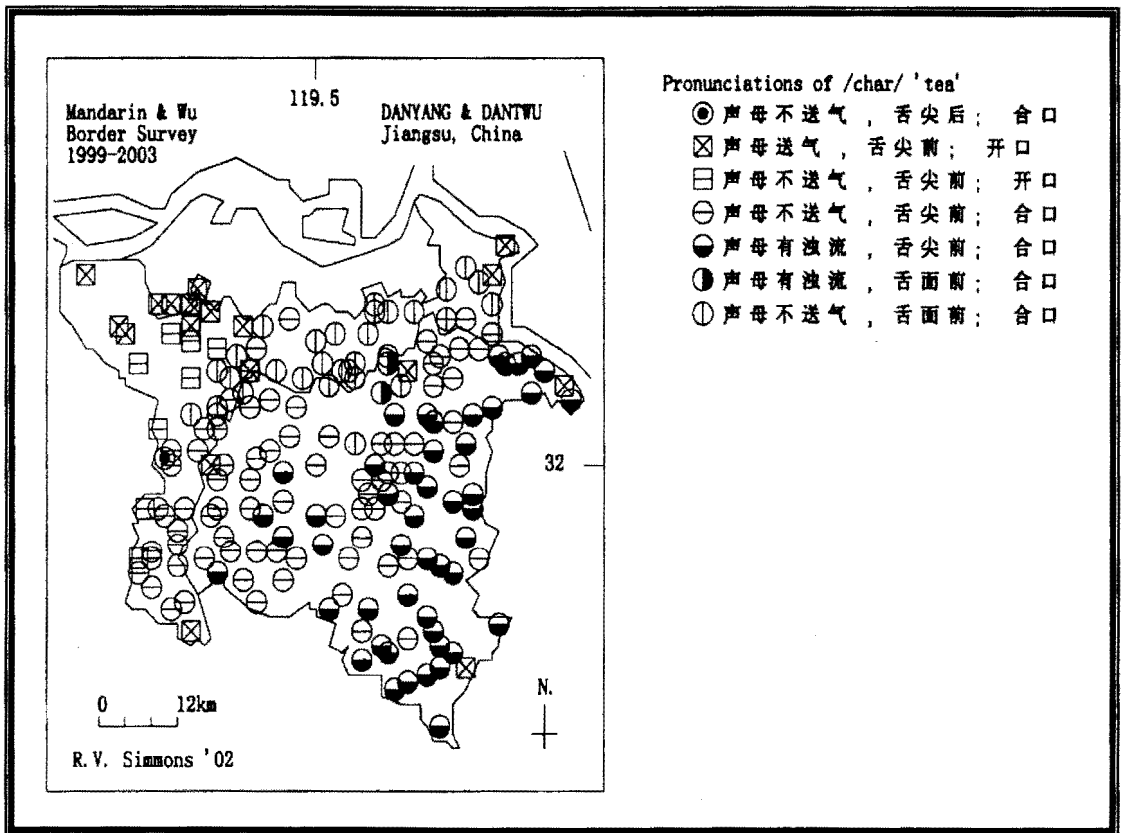 Mandarin & Wu
Border Survey
1999-2003
119.5
DANYANG & DANTWU
Jiangsu, China
32
0 12km
N.
R.V. Simmons '02
Pronunciations of /char/ 'tea'
声母不送气，舌尖后；合口
声母送气，舌尖前；开口
声母不送气，舌尖前；开口
声母不送气，舌尖前；合口
声母有浊流，舌尖前；合口
声母有浊流，舌面前；合口
声母不送气，舌面前；合口